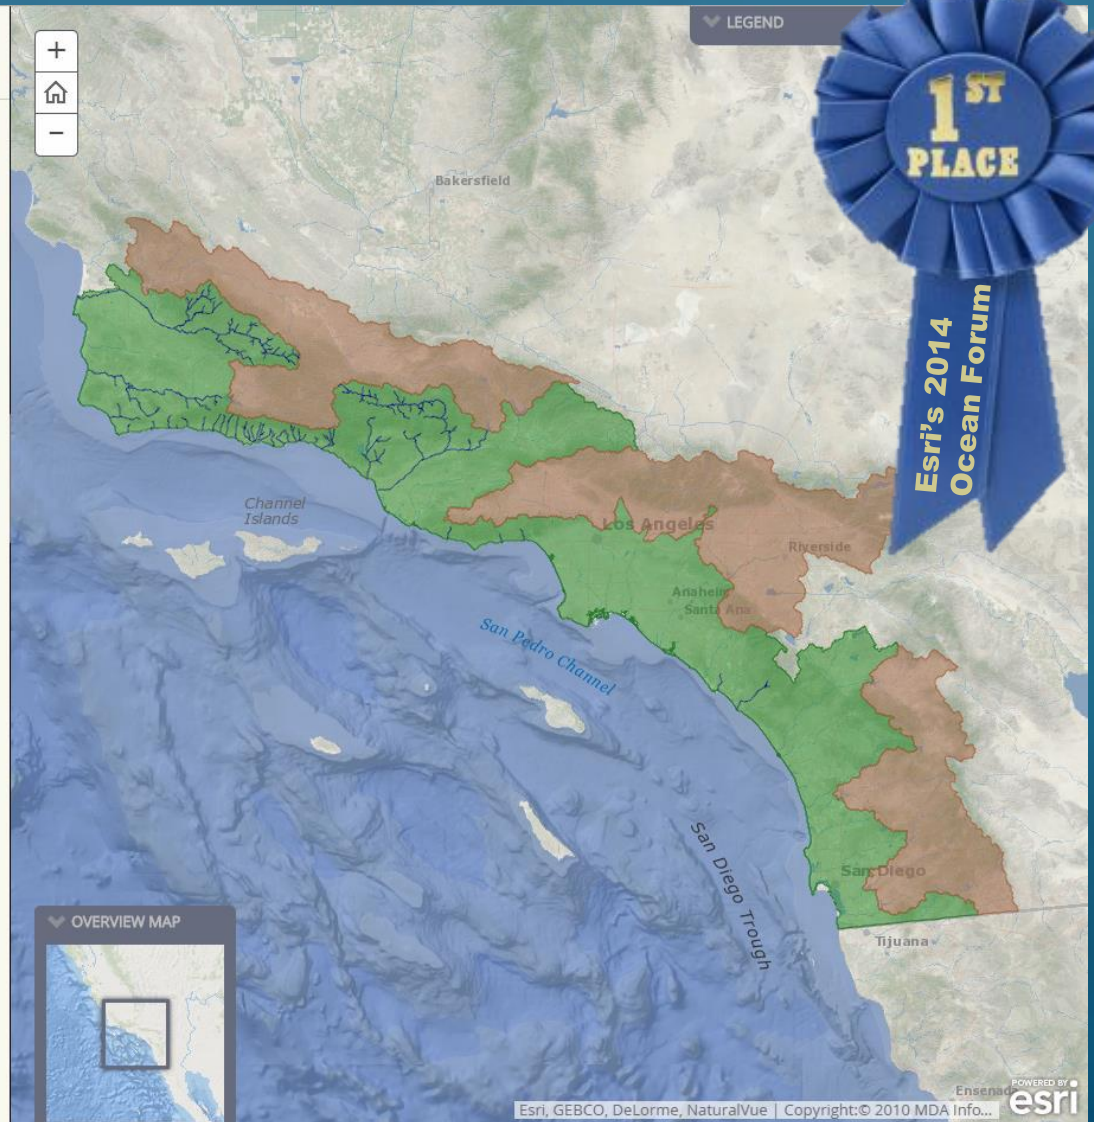 LEGEND
+
−
1ST
PLACE
Bakersfield
Esri's 2014
Ocean Forum
Channel
Islands
Los Angeles
Riverside
Anaheim
Santa Ana
San Pedro Channel
San Diego Trough
San Diego
OVERVIEW MAP
Tijuana
Ensenada
POWERED BY
esri
Esri, GEBCO, DeLorme, NaturalVue | Copyright:© 2010 MDA Info...